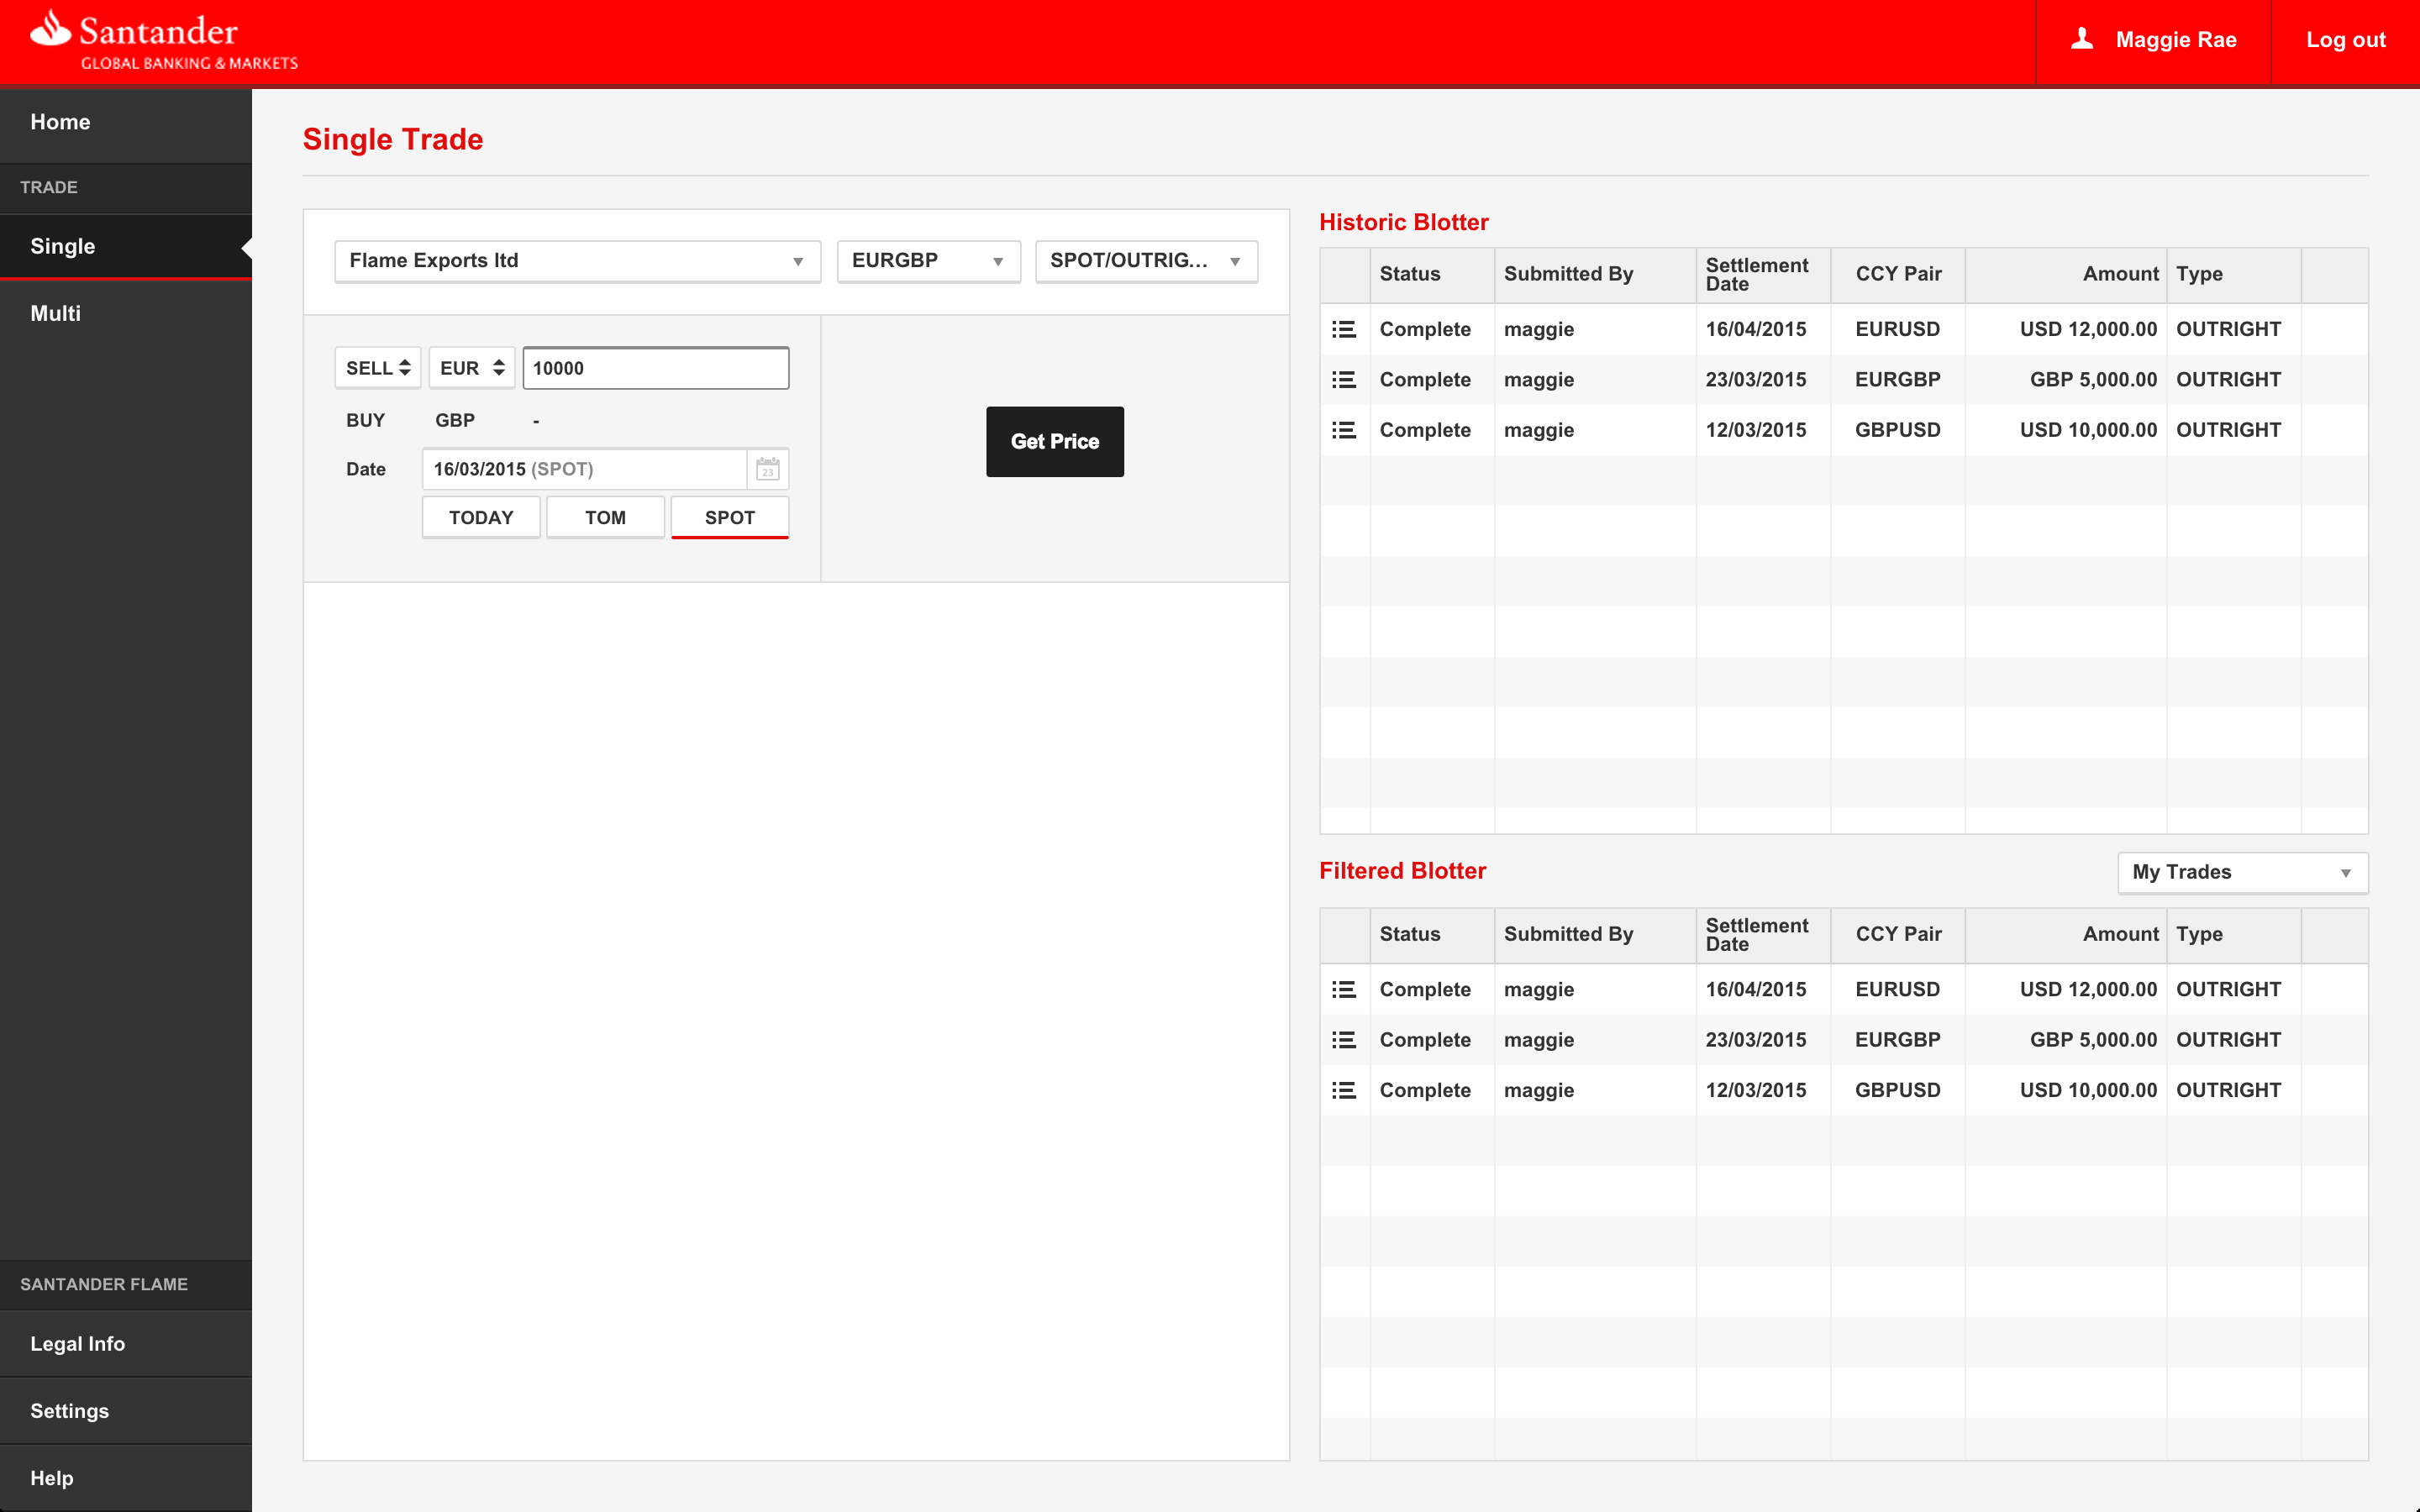 Santander
GLOBAL BANKING & MARKETS
Maggie Rae
Log out
Home
TRADE
Single
Multi
SANTANDER FLAME
Legal Info
Settings
Help
Single Trade
Flame Exports ltd
EURGBP
SPOT/OUTRIG...
SELL EUR 10000
BUY GBP -
Date 16/03/2015 (SPOT) 23
TODAY TOM SPOT
Get Price
Historic Blotter
Status Submitted By Settlement Date CCY Pair Amount Type
Complete maggie 16/04/2015 EURUSD USD 12,000.00 OUTRIGHT
Complete maggie 23/03/2015 EURGBP GBP 5,000.00 OUTRIGHT
Complete maggie 12/03/2015 GBPUSD USD 10,000.00 OUTRIGHT
Filtered Blotter
My Trades
Status Submitted By Settlement Date CCY Pair Amount Type
Complete maggie 16/04/2015 EURUSD USD 12,000.00 OUTRIGHT
Complete maggie 23/03/2015 EURGBP GBP 5,000.00 OUTRIGHT
Complete maggie 12/03/2015 GBPUSD USD 10,000.00 OUTRIGHT